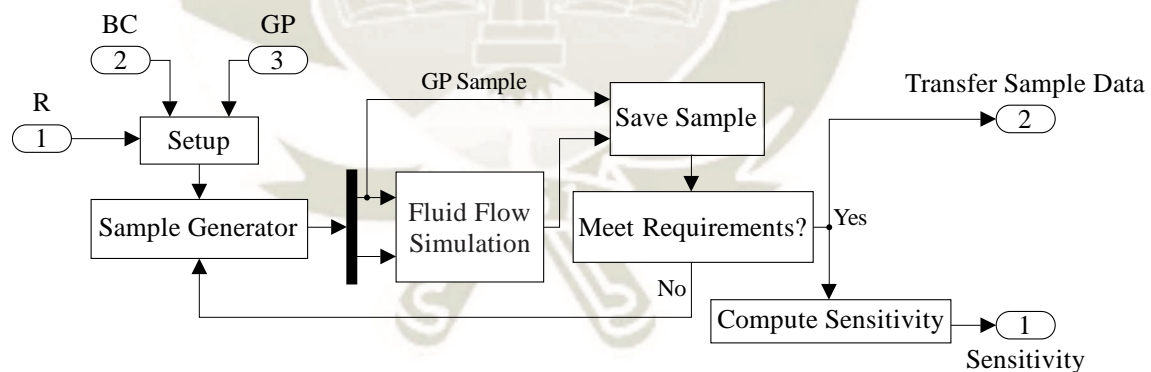 BC
GP
2
3
R
1
Setup
Sample Generator
GP Sample
Fluid Flow
Simulation
Save Sample
Meet Requirements?
Yes
No
Transfer Sample Data
2
Compute Sensitivity
1
Sensitivity